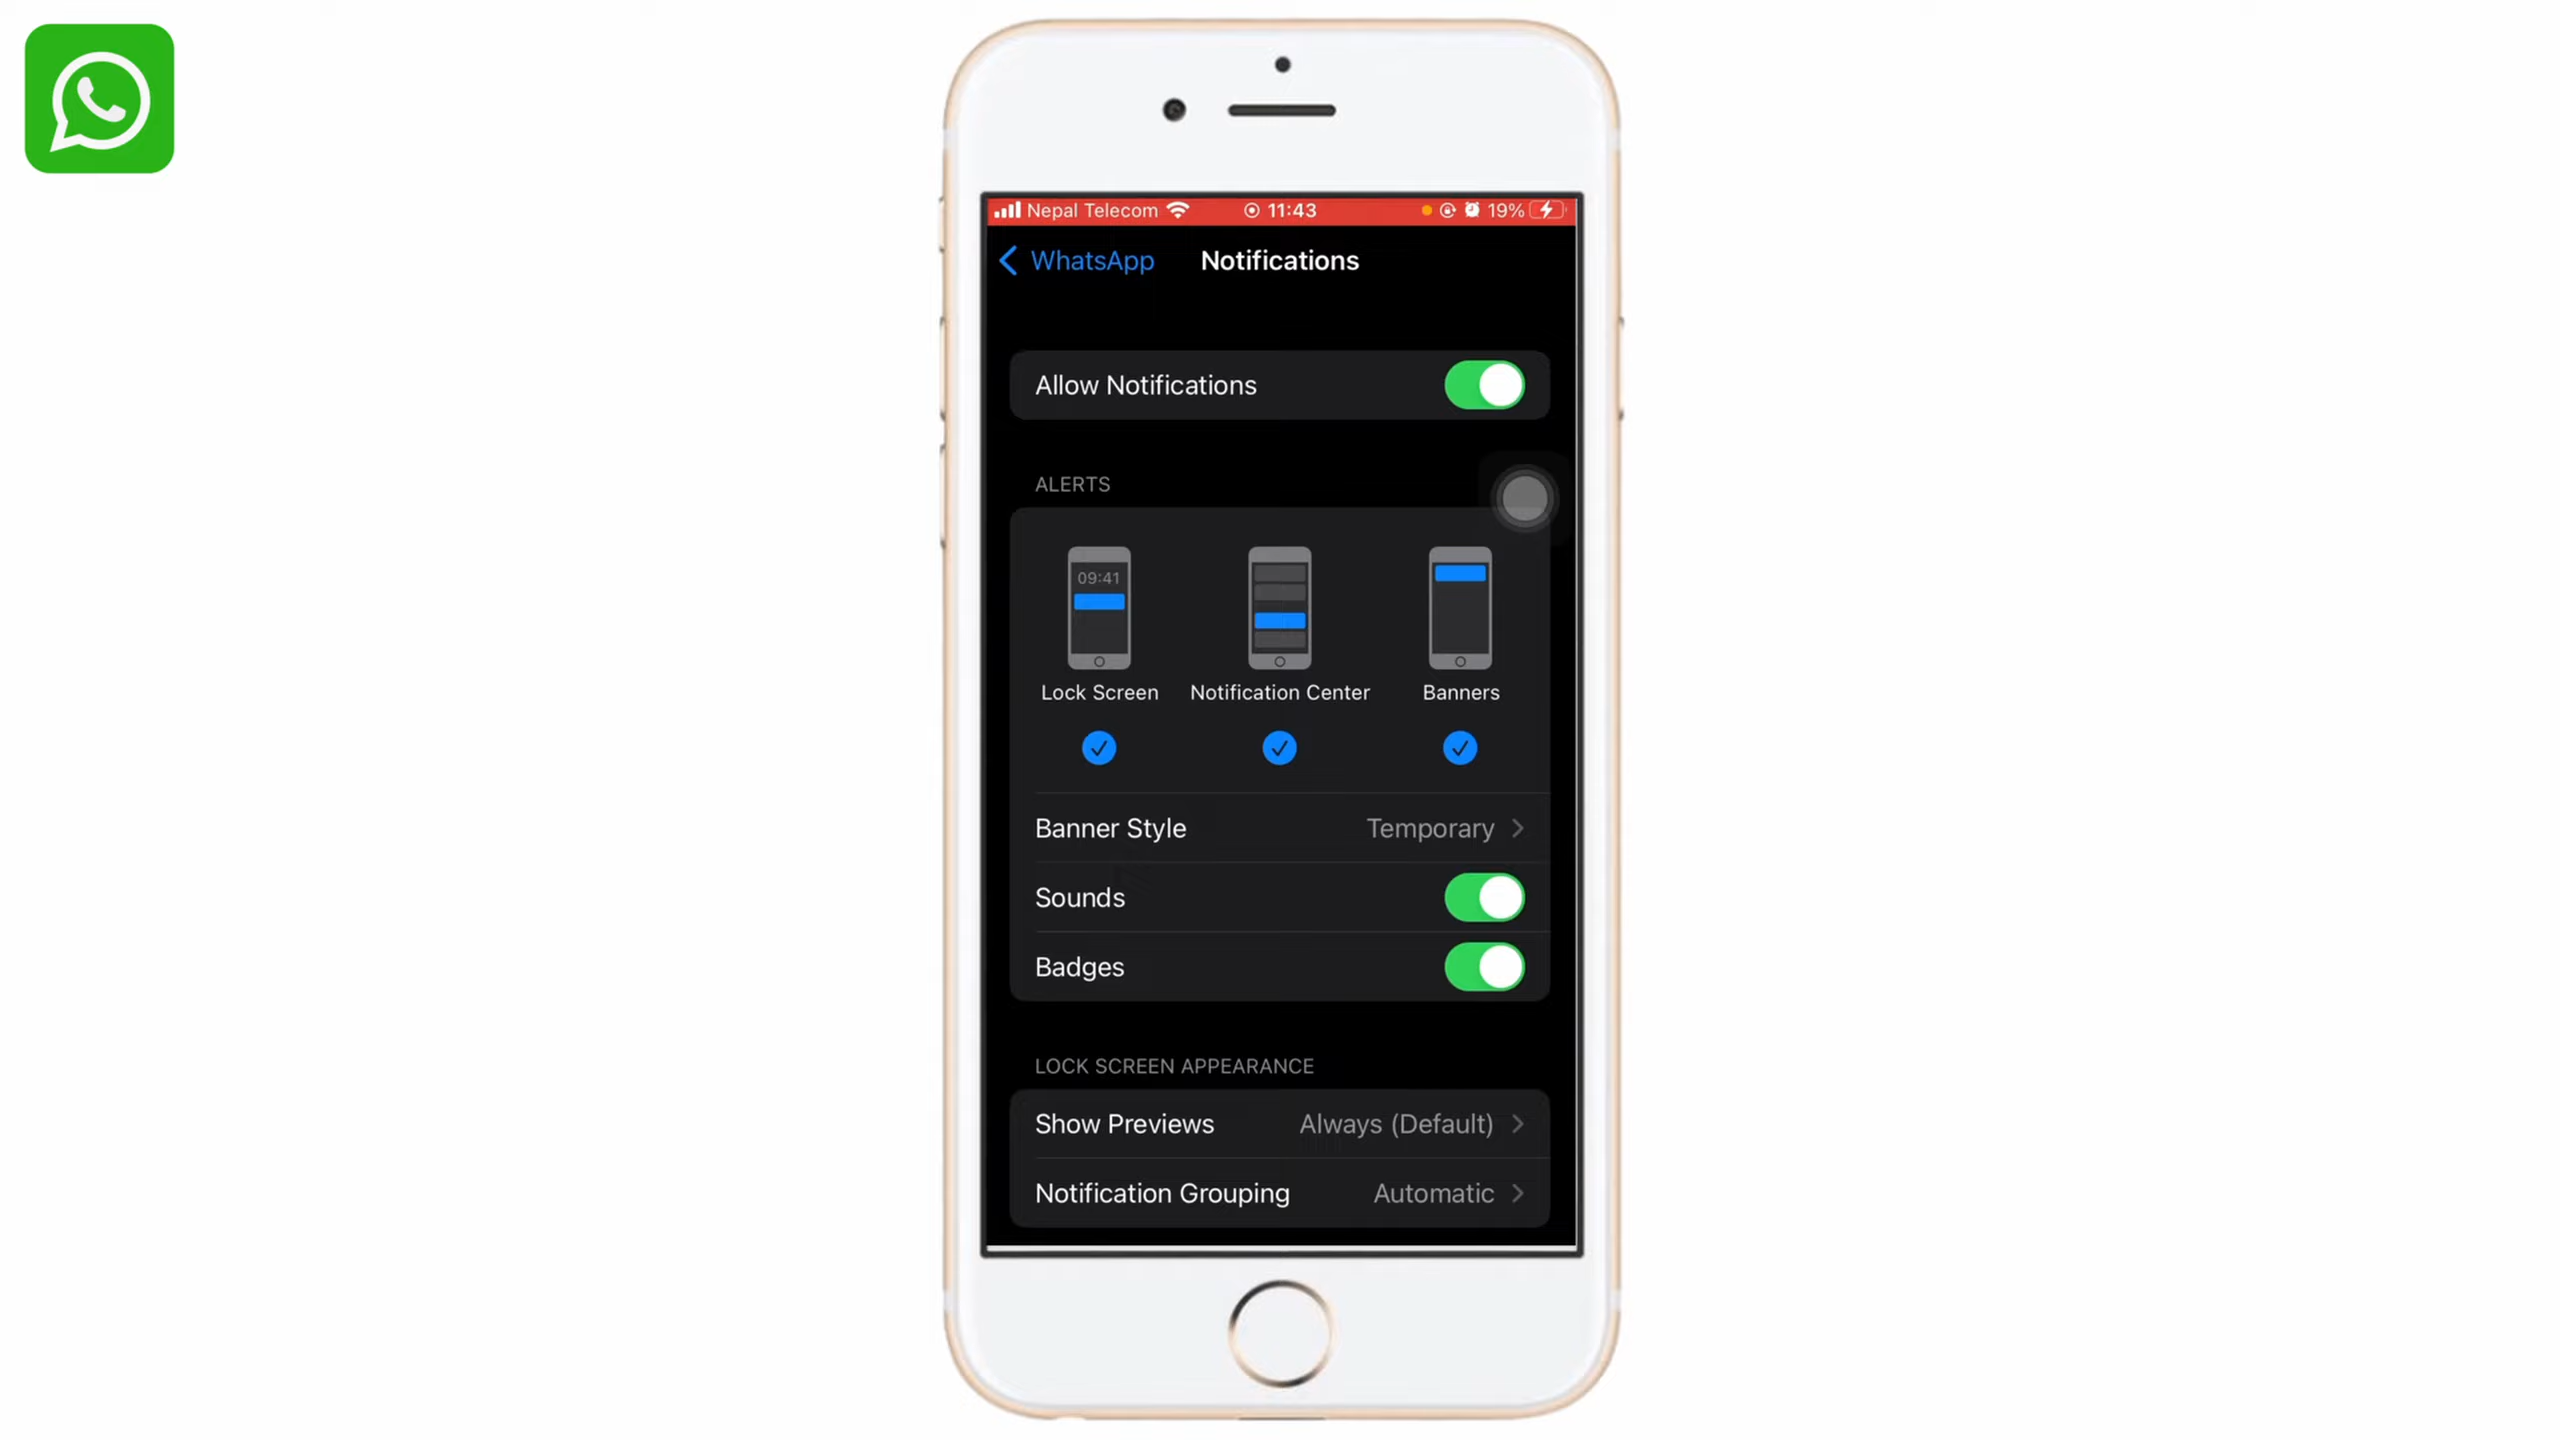 Nepal Telecom 11:43 19%
WhatsApp Notifications
Allow Notifications
ALERTS
09:41
Lock Screen Notification Center Banners
Banner Style Temporary
Sounds
Badges
LOCK SCREEN APPEARANCE
Show Previews Always (Default)
Notification Grouping Automatic